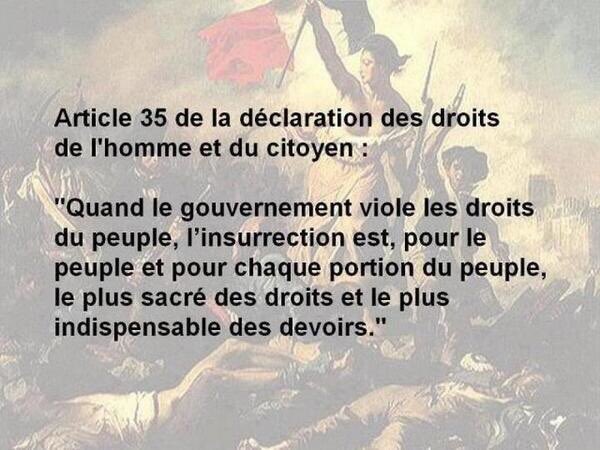 Article 35 de la déclaration des droits
de l'homme et du citoyen :
"Quand le gouvernement viole les droits
du peuple, l’insurrection est, pour le
peuple et pour chaque portion du peuple,
le plus sacré des droits et le plus
indispensable des devoirs."